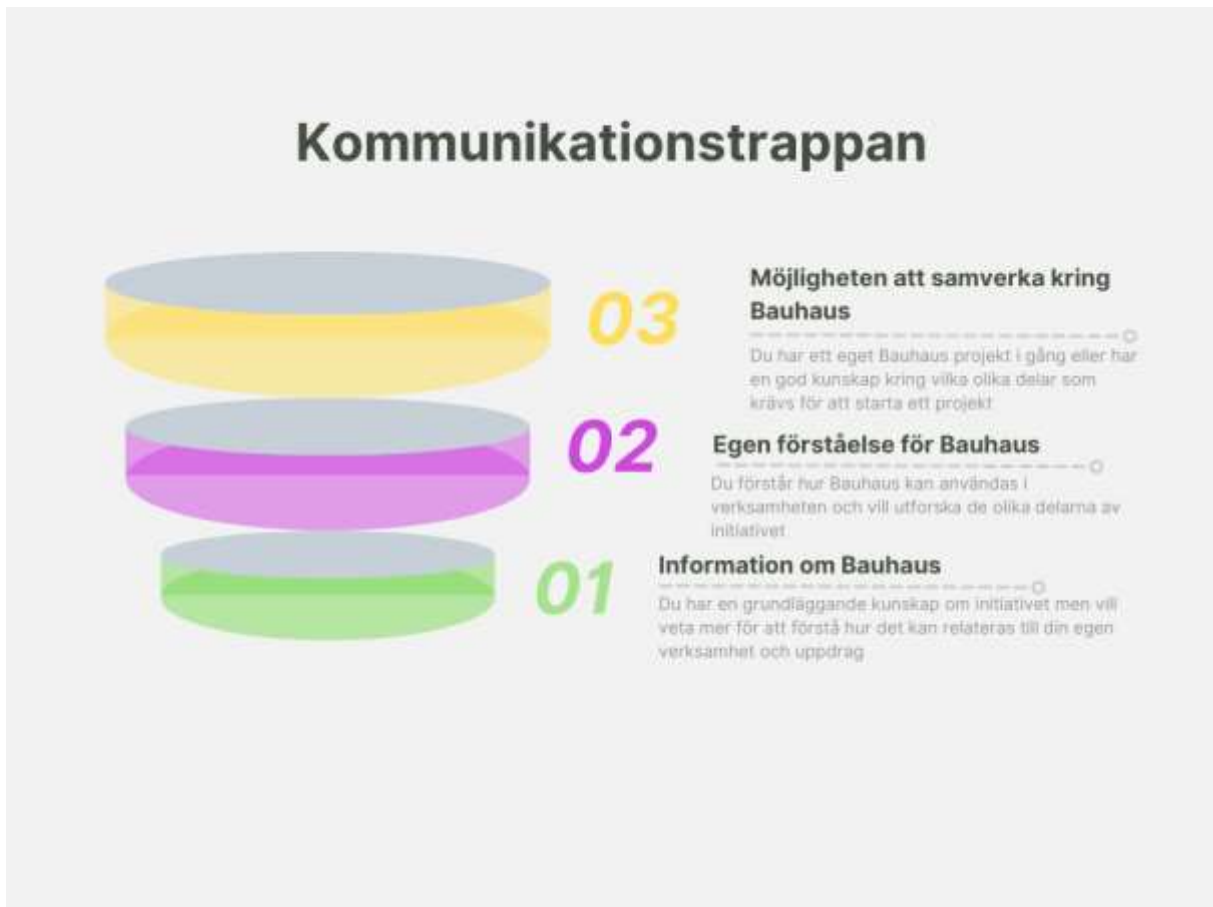 Kommunikationstrappan
03
Möjligheten att samverka kring
Bauhaus
Du har ett eget Bauhaus projekt i gång eller har
en god kunskap kring vilka olika delar som
krävs för att starta ett projekt
02
Egen förståelse för Bauhaus
Du förstår hur Bauhaus kan användas i
verksamheten och vill utforska de olika delarna av
initiativet
01
Information om Bauhaus
Du har en grundläggande kunskap om initiativet men vill
veta mer för att förstå hur det kan relateras till din egen
verksamhet och uppdrag